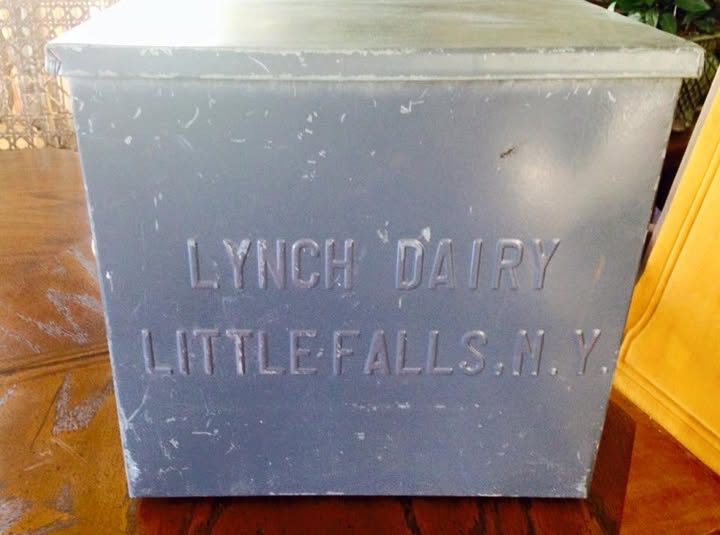 LYNCH DAIRY
LITTLE FALLS, N. Y.